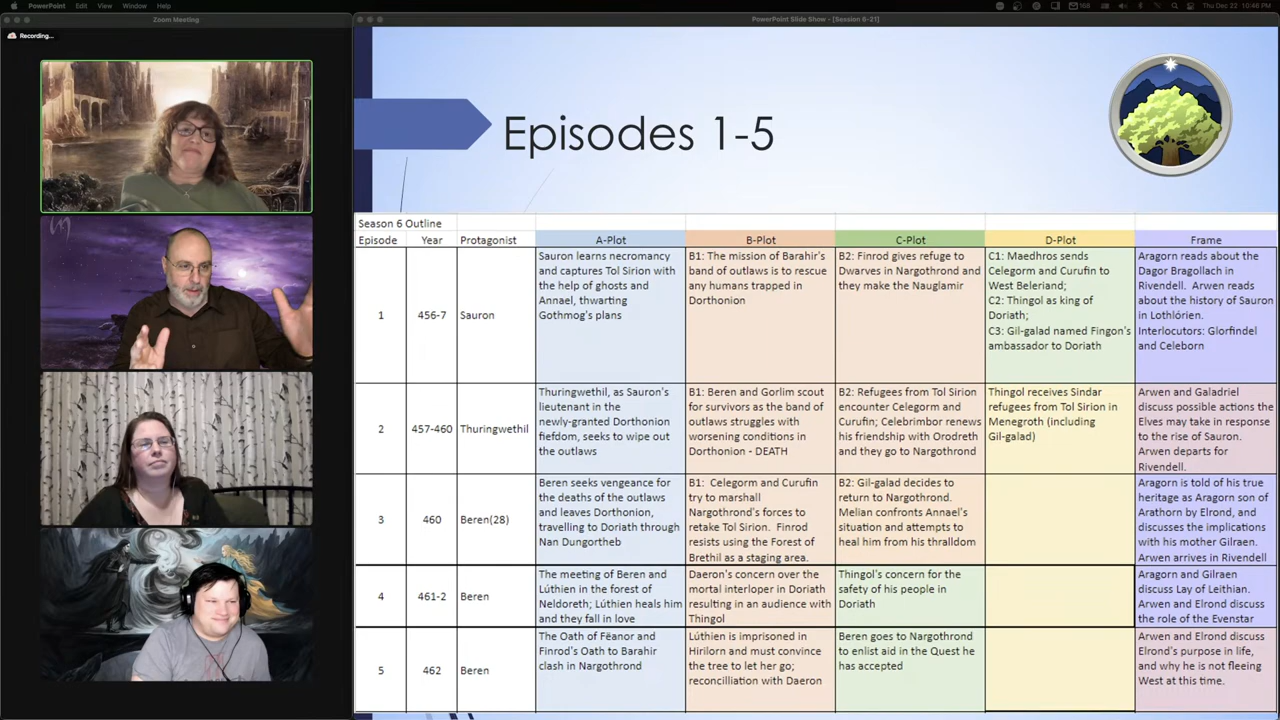 PowerPoint Edit View Window Help
168
Thu Dec 22 10:46 PM
Zoom Meeting
PowerPoint Slide Show - [Session 6-21]
Recording...
Episodes 1-5
Season 6 Outline
Episode Year Protagonist A-Plot B-Plot C-Plot D-Plot Frame
1
456-7
Sauron
Sauron learns necromancy
and captures Tol Sirion with
the help of ghosts and
Annael, thwarting
Gothmog's plans
B1: The mission of Barahir's
band of outlaws is to rescue
any humans trapped in
Dorthonion
B2: Finrod gives refuge to
Dwarves in Nargothrond and
they make the Nauglamir
C1: Maedhros sends
Celegorm and Curufin to
West Beleriand;
C2: Thingol as king of
Doriath;
C3: Gil-galad named Fingon's
ambassador to Doriath
Aragorn reads about the
Dagor Bragollach in
Rivendell. Arwen reads
about the history of Sauron
in Lothlórien.
Interlocutors: Glorfindel
and Celeborn
2
457-460
Thuringwethil
Thuringwethil, as Sauron's
lieutenant in the
newly-granted Dorthonion
fiefdom, seeks to wipe out
the outlaws
B1: Beren and Gorlim scout
for survivors as the band of
outlaws struggles with
worsening conditions in
Dorthonion - DEATH
B2: Refugees from Tol Sirion
encounter Celegorm and
Curufin; Celebrimbor renews
his friendship with Orodreth
and they go to Nargothrond
Thingol receives Sindar
refugees from Tol Sirion in
Menegroth (including
Gil-galad)
Arwen and Galadriel
discuss possible actions the
Elves may take in response
to the rise of Sauron.
Arwen departs for
Rivendell.
3
460
Beren(28)
Beren seeks vengeance for
the deaths of the outlaws
and leaves Dorthonion,
travelling to Doriath through
Nan Dungortheb
B1: Celegorm and Curufin
try to marshall
Nargothrond's forces to
retake Tol Sirion. Finrod
resists using the Forest of
Brethil as a staging area.
B2: Gil-galad decides to
return to Nargothrond.
Melian confronts Annael's
situation and attempts to
heal him from his thralldom
Aragorn is told of his true
heritage as Aragorn son of
Arathorn by Elrond, and
discusses the implications
with his mother Gilraen.
Arwen arrives in Rivendell
4
461-2
Beren
The meeting of Beren and
Lúthien in the forest of
Neldoreth; Lúthien heals him
and they fall in love
Daeron's concern over the
mortal interloper in Doriath
resulting in an audience with
Thingol
Thingol's concern for the
safety of his people in
Doriath
Aragorn and Gilraen
discuss Lay of Leithian.
Arwen and Elrond discuss
the role of the Evenstar
5
462
Beren
The Oath of Fëanor and
Finrod's Oath to Barahir
clash in Nargothrond
Lúthien is imprisoned in
Hirilorn and must convince
the tree to let her go;
reconcilliation with Daeron
Beren goes to Nargothrond
to enlist aid in the Quest he
has accepted
Arwen and Elrond discuss
Elrond's purpose in life,
and why he is not fleeing
West at this time.